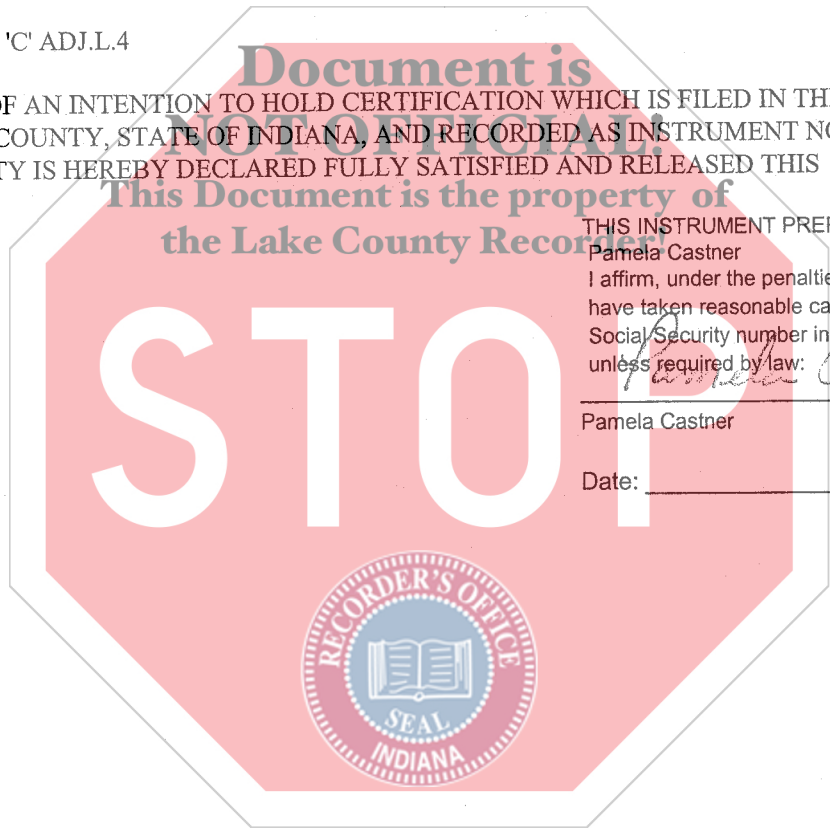 'C' ADJ.L.4
Document is
OF AN INTENTION TO HOLD CERTIFICATION WHICH IS FILED IN TH
NOT OFFICIAL!
COUNTY, STATE OF INDIANA, AND RECORDED AS INSTRUMENT NO
TY IS HEREBY DECLARED FULLY SATISFIED AND RELEASED THIS
This Document is the property of
the Lake County Recorder!
THIS INSTRUMENT PREP
Pamela Castner
I affirm, under the penaltie
have taken reasonable ca
Social Security number in
unless required by law:
Pamela C
Pamela Castner
Date:
STOP
RECORDER'S OFFICE
SEAL
INDIANA